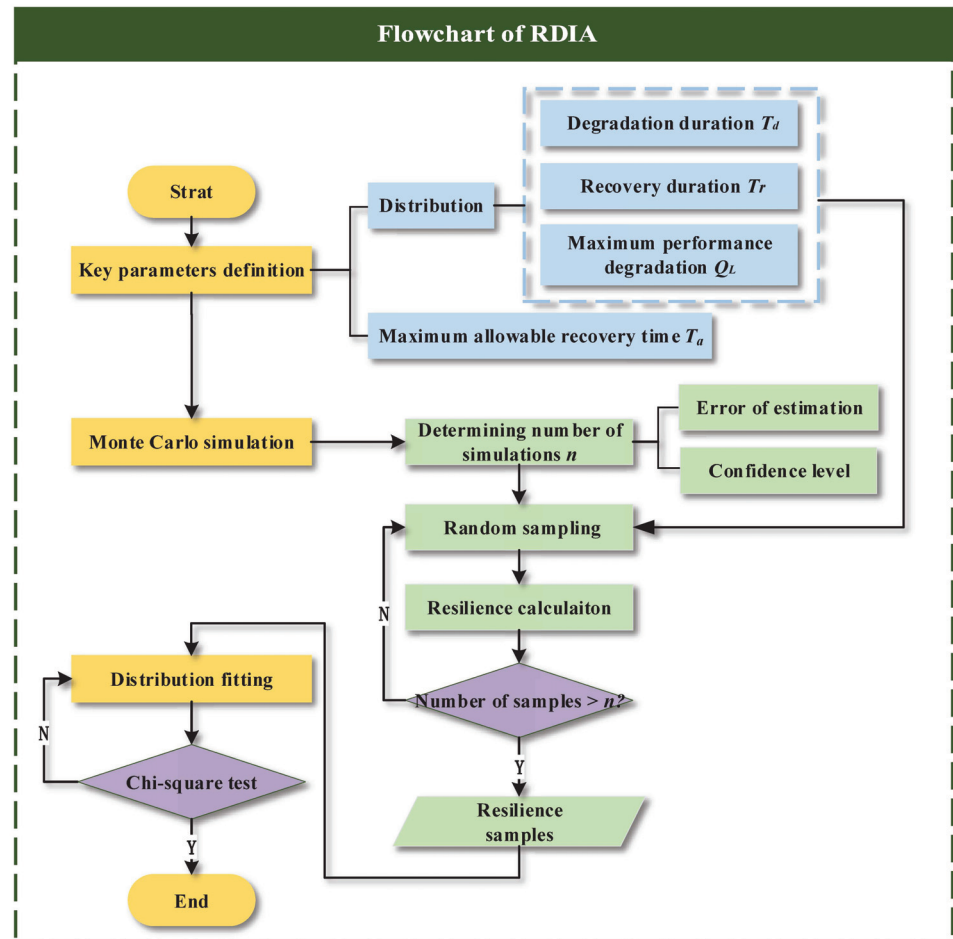 Flowchart of RDIA
Degradation duration Td
Strat
Recovery duration Tr
Distribution
Maximum performance
degradation QL
Key parameters definition
Maximum allowable recovery time Ta
Error of estimation
Monte Carlo simulation
Determining number of
simulations n
Confidence level
Random sampling
N
Resilience calculaiton
Distribution fitting
Number of samples > n?
N
Y
Chi-square test
Resilience
samples
Y
End